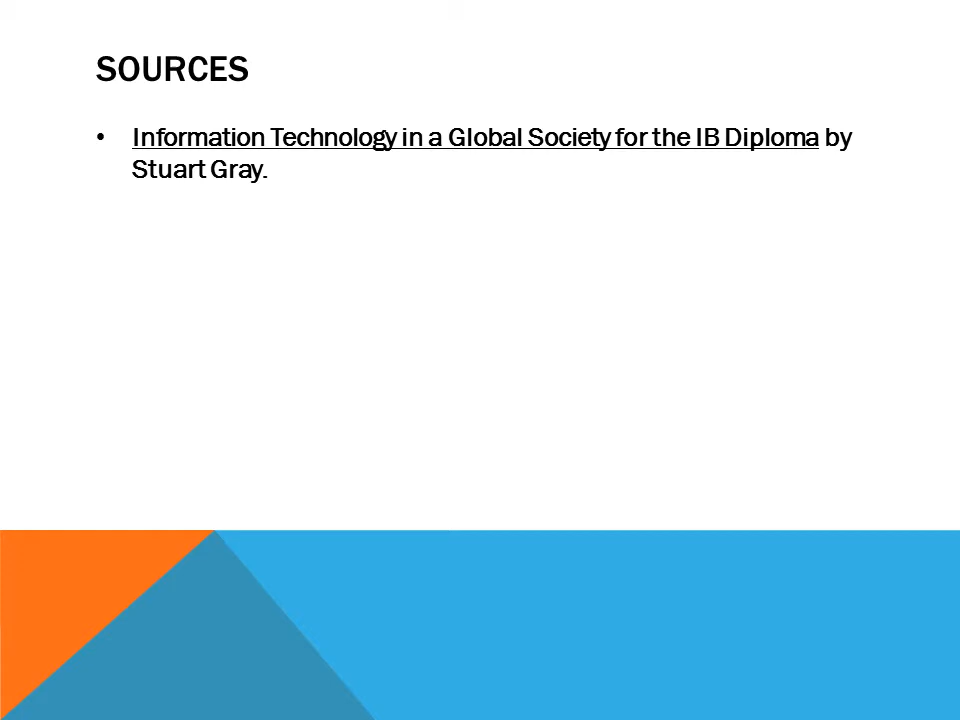 SOURCES
• Information Technology in a Global Society for the IB Diploma by
Stuart Gray.